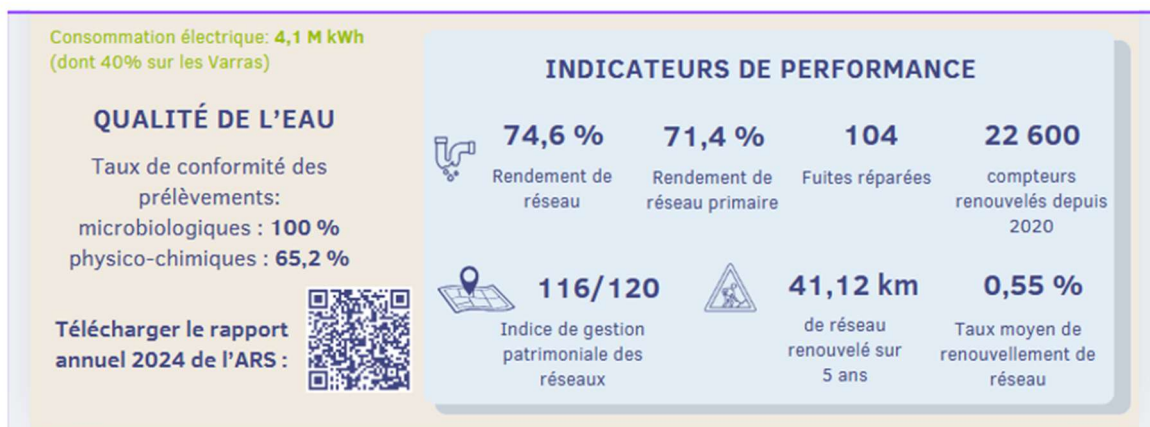 Consommation électrique: 4,1 M kWh
(dont 40% sur les Varras)
QUALITÉ DE L'EAU
Taux de conformité des
prélèvements:
microbiologiques : 100 %
physico-chimiques : 65,2 %
Télécharger le rapport
annuel 2024 de l'ARS :
INDICATEURS DE PERFORMANCE
74,6 %
Rendement de
réseau
71,4 %
Rendement de
réseau primaire
104
Fuites réparées
22 600
compteurs
renouvelés depuis
2020
116/120
Indice de gestion
patrimoniale des
réseaux
41,12 km
de réseau
renouvelé sur
5 ans
0,55 %
Taux moyen de
renouvellement de
réseau